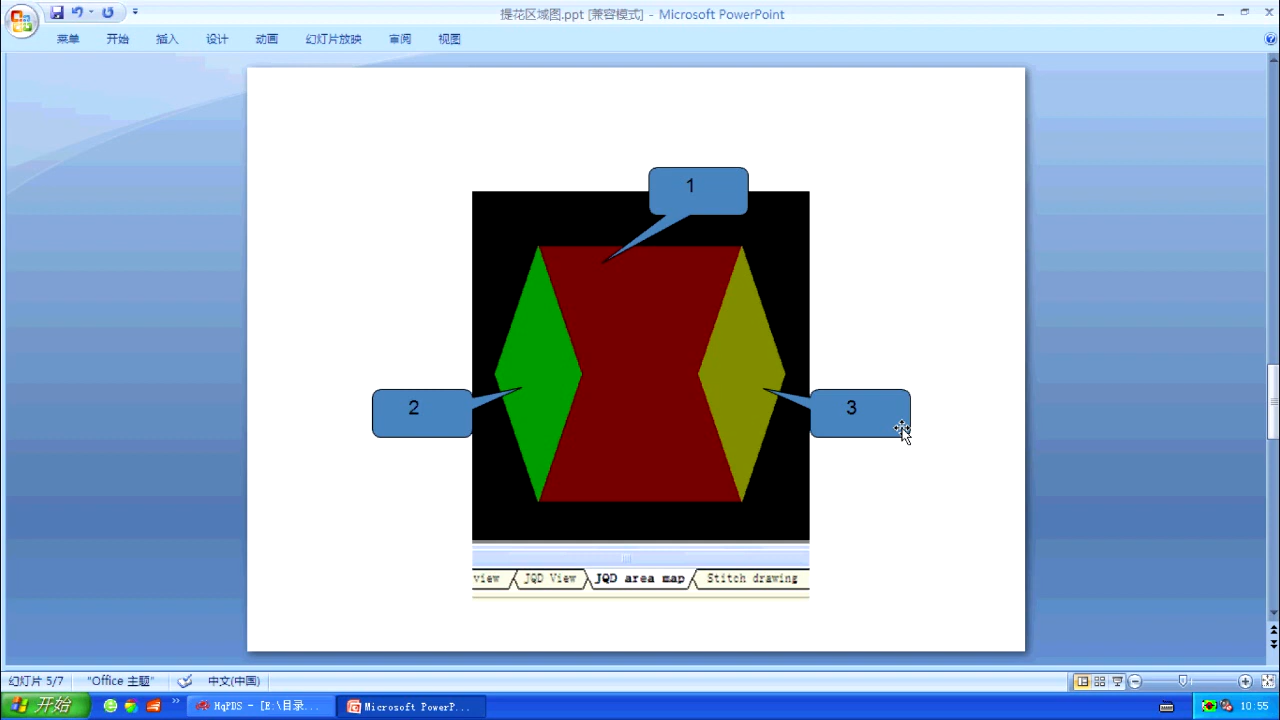 提花区域图.ppt [兼容模式] - Microsoft PowerPoint
菜单 开始 插入 设计 动画 幻灯片放映 审阅 视图
1
2
3
view JQD View JQD area map Stitch drawing
幻灯片 5/7 "Office 主题" 中文(中国)
开始 HqPDS - [E:\目录... Microsoft PowerP... 10:55